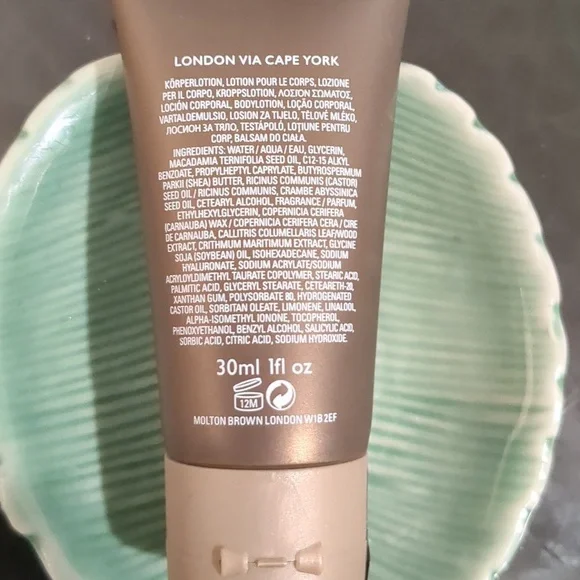 LONDON VIA CAPE YORK
KÖRPERLOTION, LOTION POUR LE CORPS, LOZIONE
PER IL CORPO, KROPPSLOTION, ΛΟΣΙΟΝ ΣΩΜΑΤΟΣ,
LOCIÓN CORPORAL, BODYLOTION, LOÇÃO CORPORAL,
VARTALOEMULSIO, LOSION ZA TIJELO, TĚLOVÉ MLÉKO,
ЛОСИОН ЗА ТЯЛО, TESTÁPOLÓ, LOȚIUNE PENTRU
CORP, BALSAM DO CIAŁA.
INGREDIENTS: WATER / AQUA / EAU, GLYCERIN,
MACADAMIA TERNIFOLIA SEED OIL, C12-15 ALKYL
BENZOATE, PROPYLHEPTYL CAPRYLATE, BUTYROSPERMUM
PARKII (SHEA) BUTTER, RICINUS COMMUNIS (CASTOR)
SEED OIL / RICINUS COMMUNIS, CRAMBE ABYSSINICA
SEED OIL, CETEARYL ALCOHOL, FRAGRANCE / PARFUM,
ETHYLHEXYLGLYCERIN, COPERNICIA CERIFERA
(CARNAUBA) WAX / COPERNICIA CERIFERA CERA / CIRE
DE CARNAUBA, CALLITRIS COLUMELLARIS LEAF/WOOD
EXTRACT, CRITHMUM MARITIMUM EXTRACT, GLYCINE
SOJA (SOYBEAN) OIL, ISOHEXADECANE, SODIUM
HYALURONATE, SODIUM ACRYLATE/SODIUM
ACRYLOYLDIMETHYL TAURATE COPOLYMER, STEARIC ACID,
PALMITIC ACID, GLYCERYL STEARATE, CETEARETH-20,
XANTHAN GUM, POLYSORBATE 80, HYDROGENATED
CASTOR OIL, SORBITAN OLEATE, LIMONENE, LINALOOL,
ALPHA-ISOMETHYL IONONE, TOCOPHEROL,
PHENOXYETHANOL, BENZYL ALCOHOL, SALICYLIC ACID,
SORBIC ACID, CITRIC ACID, SODIUM HYDROXIDE.
30ml 1fl oz
12M
MOLTON BROWN LONDON W1B 2EF